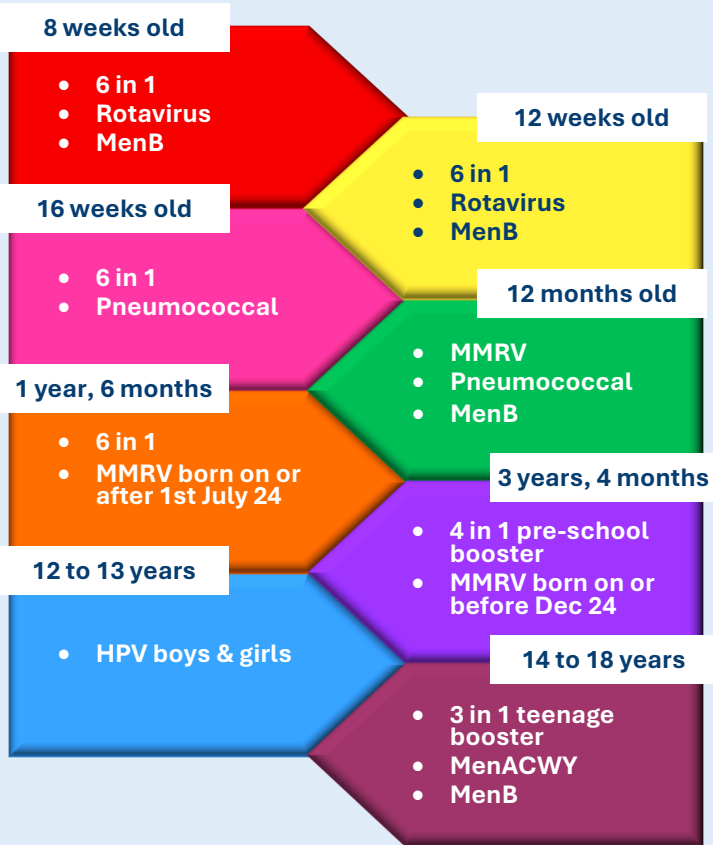 8 weeks old
• 6 in 1
• Rotavirus
• MenB
12 weeks old
• 6 in 1
• Rotavirus
• MenB
16 weeks old
• 6 in 1
• Pneumococcal
12 months old
• MMRV
• Pneumococcal
• MenB
1 year, 6 months
• 6 in 1
• MMRV born on or
after 1st July 24
3 years, 4 months
• 4 in 1 pre-school
booster
• MMRV born on or
before Dec 24
12 to 13 years
• HPV boys & girls
14 to 18 years
• 3 in 1 teenage
booster
• MenACWY
• MenB